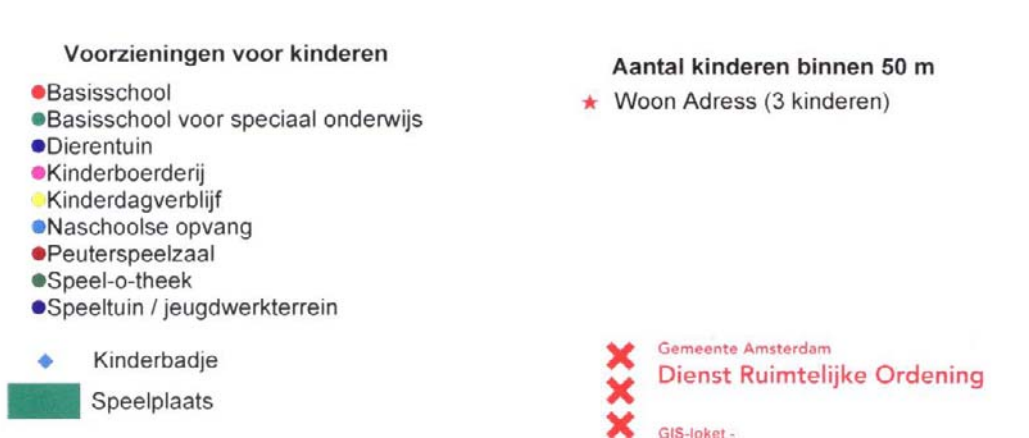 Voorzieningen voor kinderen
Basisschool
Basisschool voor speciaal onderwijs
Dierentuin
Kinderboerderij
Kinderdagverblijf
Naschoolse opvang
Peuterspeelzaal
Speel-o-theek
Speeltuin / jeugdwerkterrein
Kinderbadje
Speelplaats
Aantal kinderen binnen 50 m
Woon Adress (3 kinderen)
Gemeente Amsterdam
Dienst Ruimtelijke Ordening
GIS-loket -